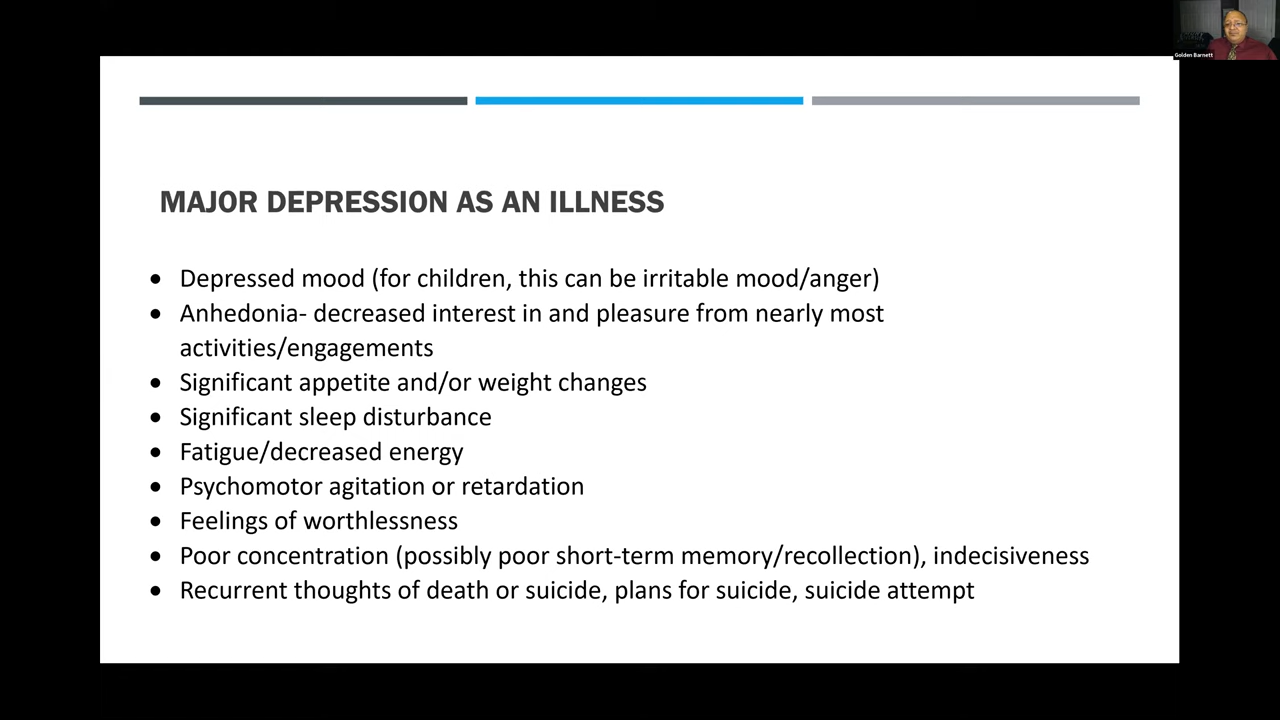 Golden Barnett
MAJOR DEPRESSION AS AN ILLNESS
• Depressed mood (for children, this can be irritable mood/anger)
• Anhedonia- decreased interest in and pleasure from nearly most
activities/engagements
• Significant appetite and/or weight changes
• Significant sleep disturbance
• Fatigue/decreased energy
• Psychomotor agitation or retardation
• Feelings of worthlessness
• Poor concentration (possibly poor short-term memory/recollection), indecisiveness
• Recurrent thoughts of death or suicide, plans for suicide, suicide attempt